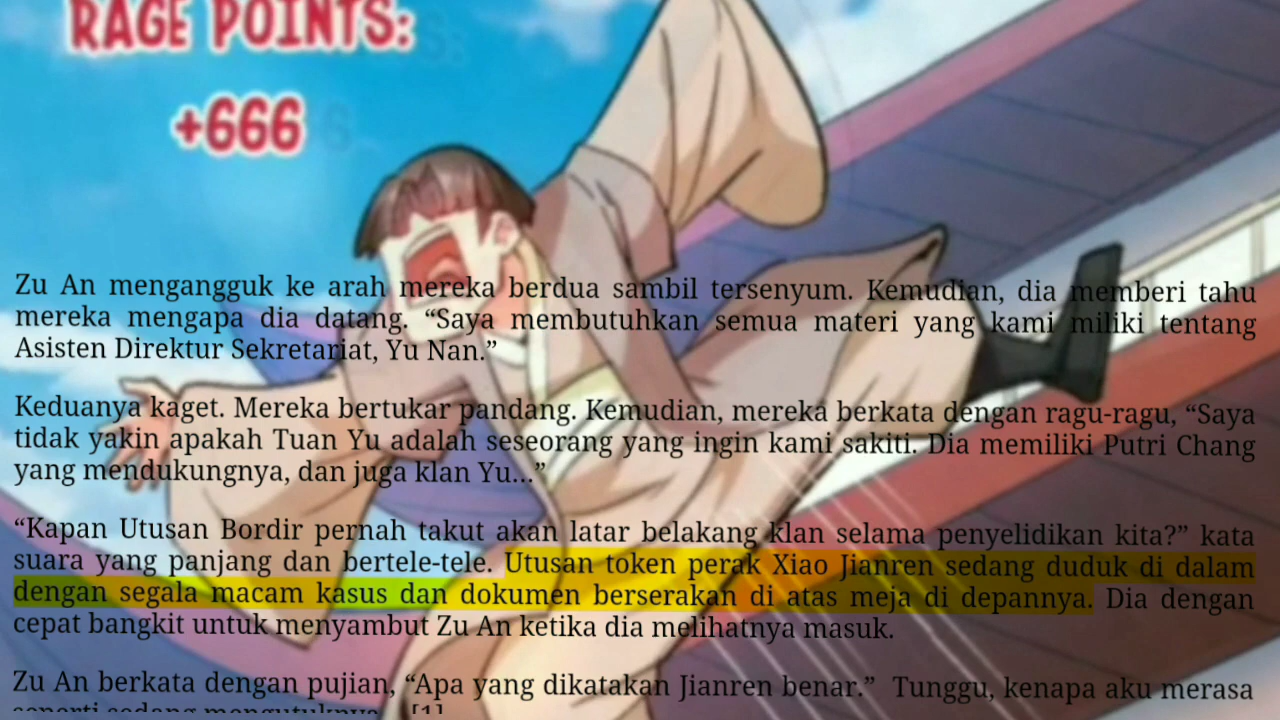 RAGE POINTS:
+666
Zu An mengangguk ke arah mereka berdua sambil tersenyum. Kemudian, dia memberi tahu
mereka mengapa dia datang. “Saya membutuhkan semua materi yang kami miliki tentang
Asisten Direktur Sekretariat, Yu Nan.”
Keduanya kaget. Mereka bertukar pandang. Kemudian, mereka berkata dengan ragu-ragu, “Saya
tidak yakin apakah Tuan Yu adalah seseorang yang ingin kami sakiti. Dia memiliki Putri Chang
yang mendukungnya, dan juga klan Yu...”
“Kapan Utusan Bordir pernah takut akan latar belakang klan selama penyelidikan kita?” kata
suara yang panjang dan bertele-tele. Utusan token perak Xiao Jianren sedang duduk di dalam
dengan segala macam kasus dan dokumen berserakan di atas meja di depannya. Dia dengan
cepat bangkit untuk menyambut Zu An ketika dia melihatnya masuk.
Zu An berkata dengan pujian, “Apa yang dikatakan Jianren benar.” Tunggu, kenapa aku merasa
seperti sedang mengutuknya [1]